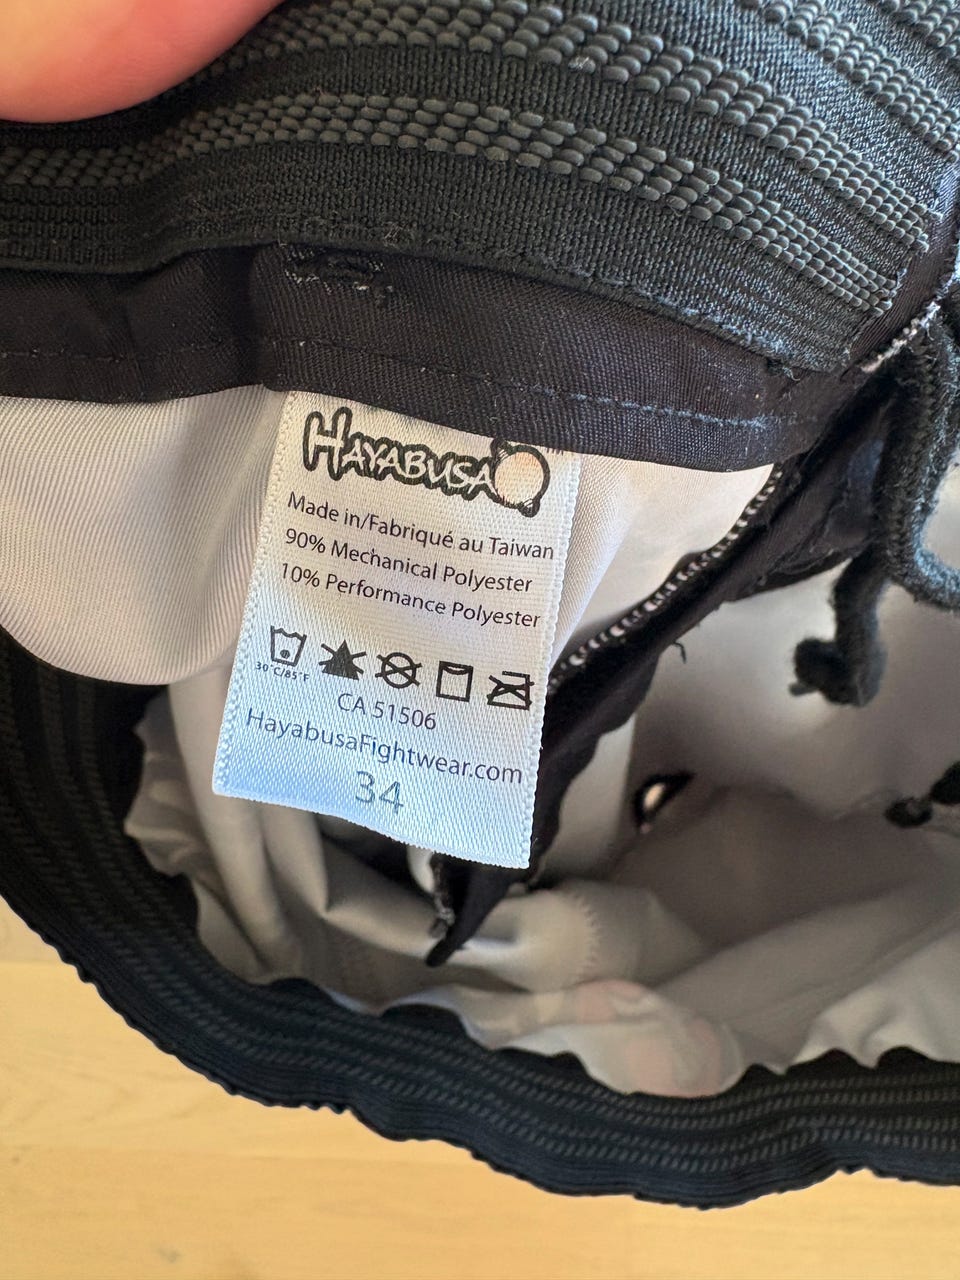 HAYABUSA
Made in/Fabriqué au Taiwan
90% Mechanical Polyester
10% Performance Polyester
30°C/85°F
CA 51506
HayabusaFightwear.com
34